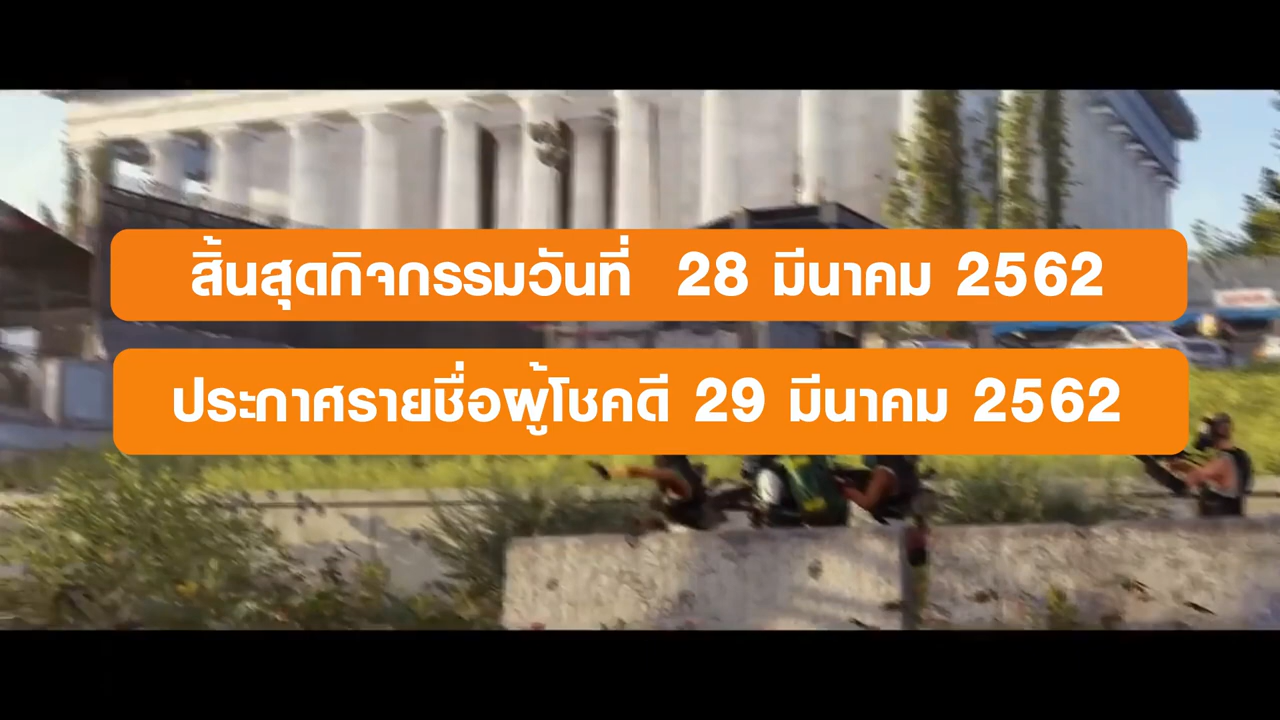 สิ้นสุดกิจกรรมวันที่ 28 มีนาคม 2562
ประกาศรายชื่อผู้โชคดี 29 มีนาคม 2562